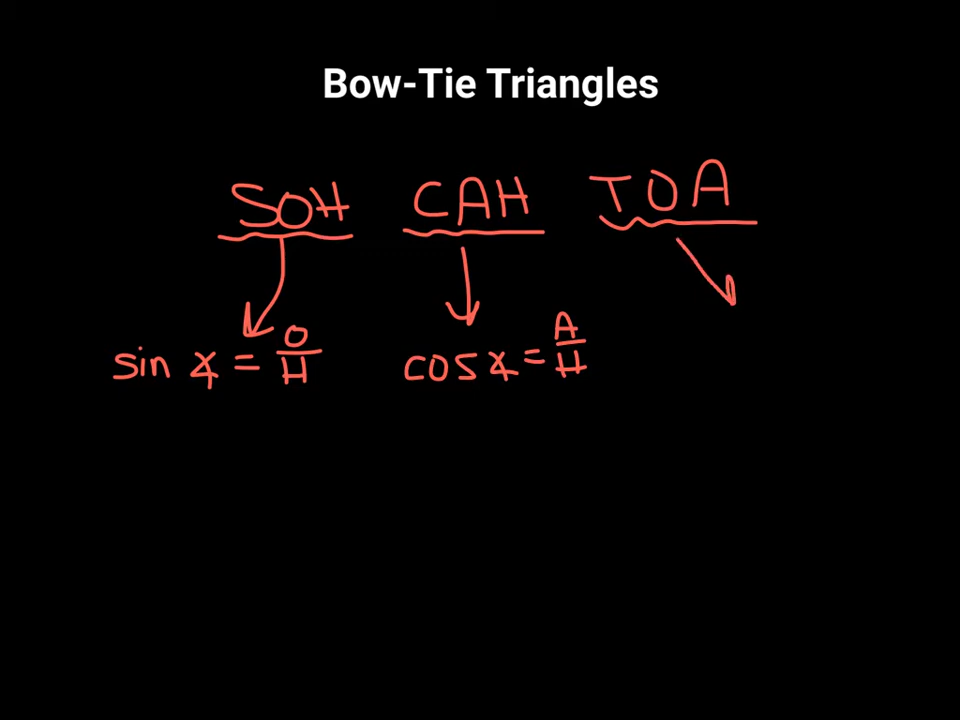 Bow-Tie Triangles
SOH CAH TOA
sin ∡ = O/H cos ∡ = A/H